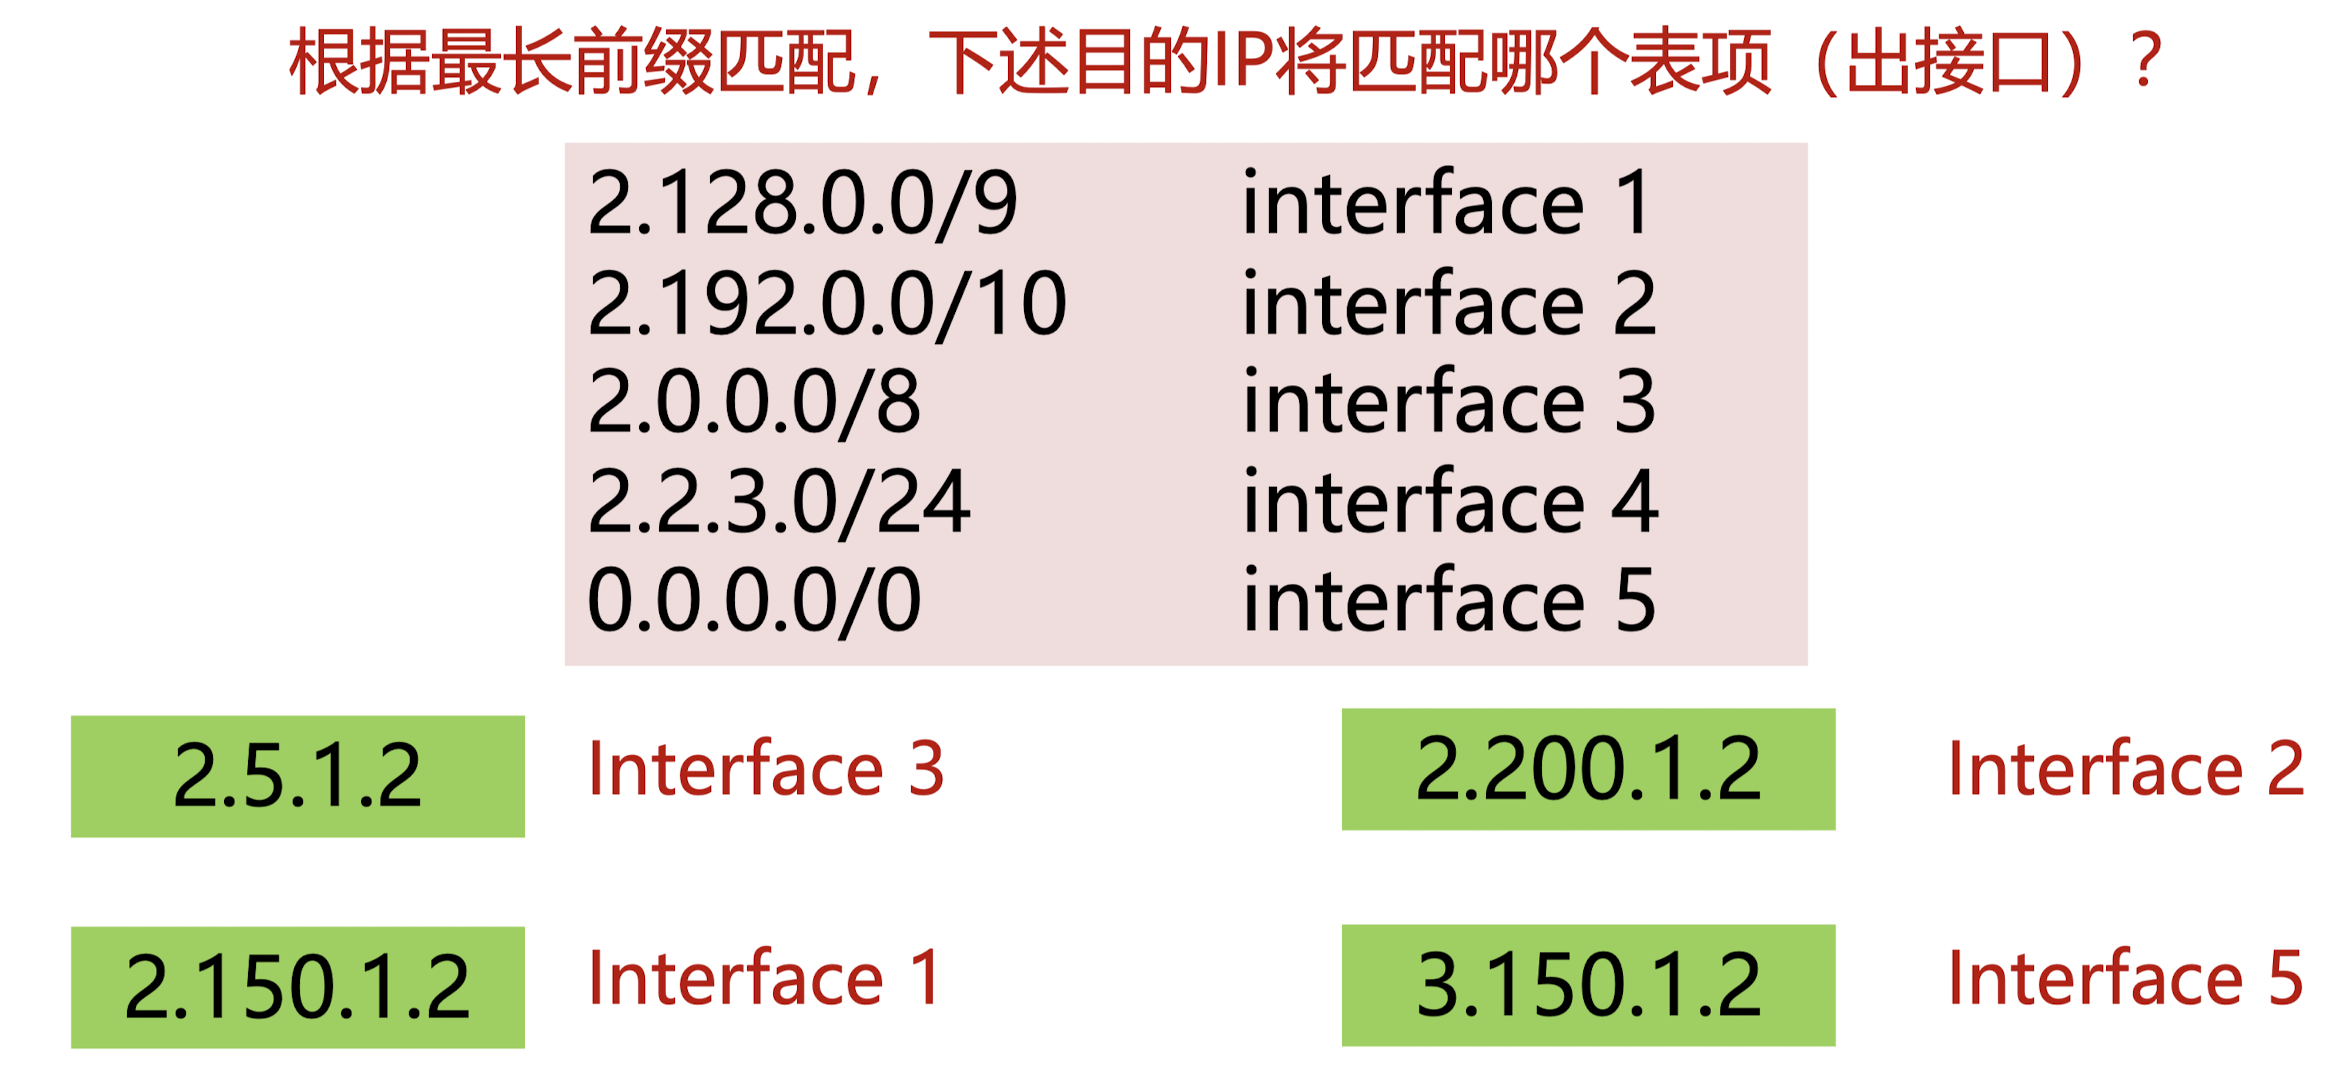 根据最长前缀匹配，下述目的IP将匹配哪个表项（出接口）？
2.128.0.0/9 interface 1
2.192.0.0/10 interface 2
2.0.0.0/8 interface 3
2.2.3.0/24 interface 4
0.0.0.0/0 interface 5
2.5.1.2 Interface 3 2.200.1.2 Interface 2
2.150.1.2 Interface 1 3.150.1.2 Interface 5